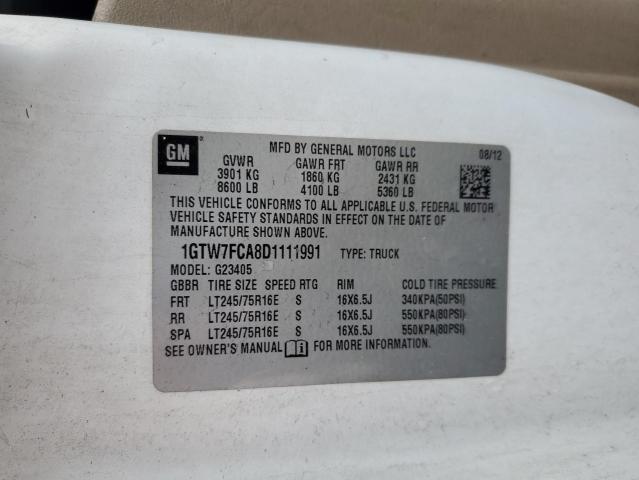 GM
MFD BY GENERAL MOTORS LLC 08/12
GVWR GAWR FRT GAWR RR
3901 KG 1860 KG 2431 KG
8600 LB 4100 LB 5360 LB
THIS VEHICLE CONFORMS TO ALL APPLICABLE U.S. FEDERAL MOTOR
VEHICLE SAFETY STANDARDS IN EFFECT ON THE DATE OF
MANUFACTURE SHOWN ABOVE.
1GTW7FCA8D1111991 TYPE: TRUCK
MODEL: G23405
GBBR TIRE SIZE SPEED RTG RIM COLD TIRE PRESSURE
FRT LT245/75R16E S 16X6.5J 340KPA(50PSI)
RR LT245/75R16E S 16X6.5J 550KPA(80PSI)
SPA LT245/75R16E S 16X6.5J 550KPA(80PSI)
SEE OWNER'S MANUAL FOR MORE INFORMATION.